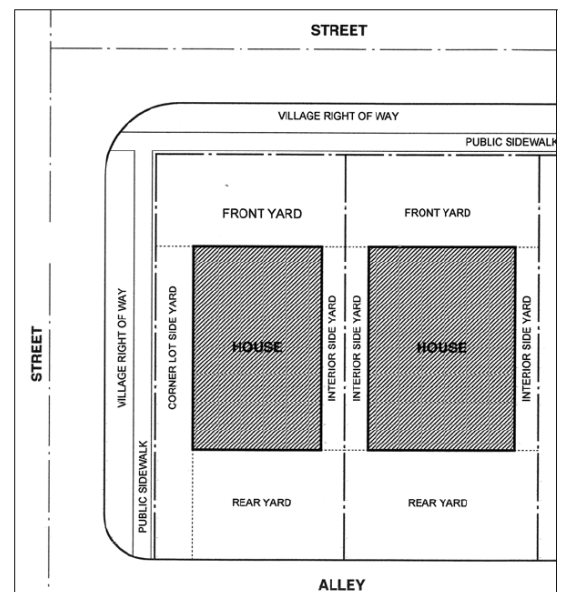 STREET
VILLAGE RIGHT OF WAY
PUBLIC SIDEWALK
FRONT YARD
FRONT YARD
STREET
VILLAGE RIGHT OF WAY
PUBLIC SIDEWALK
CORNER LOT SIDE YARD
HOUSE
INTERIOR SIDE YARD
INTERIOR SIDE YARD
HOUSE
INTERIOR SIDE YARD
REAR YARD
REAR YARD
ALLEY